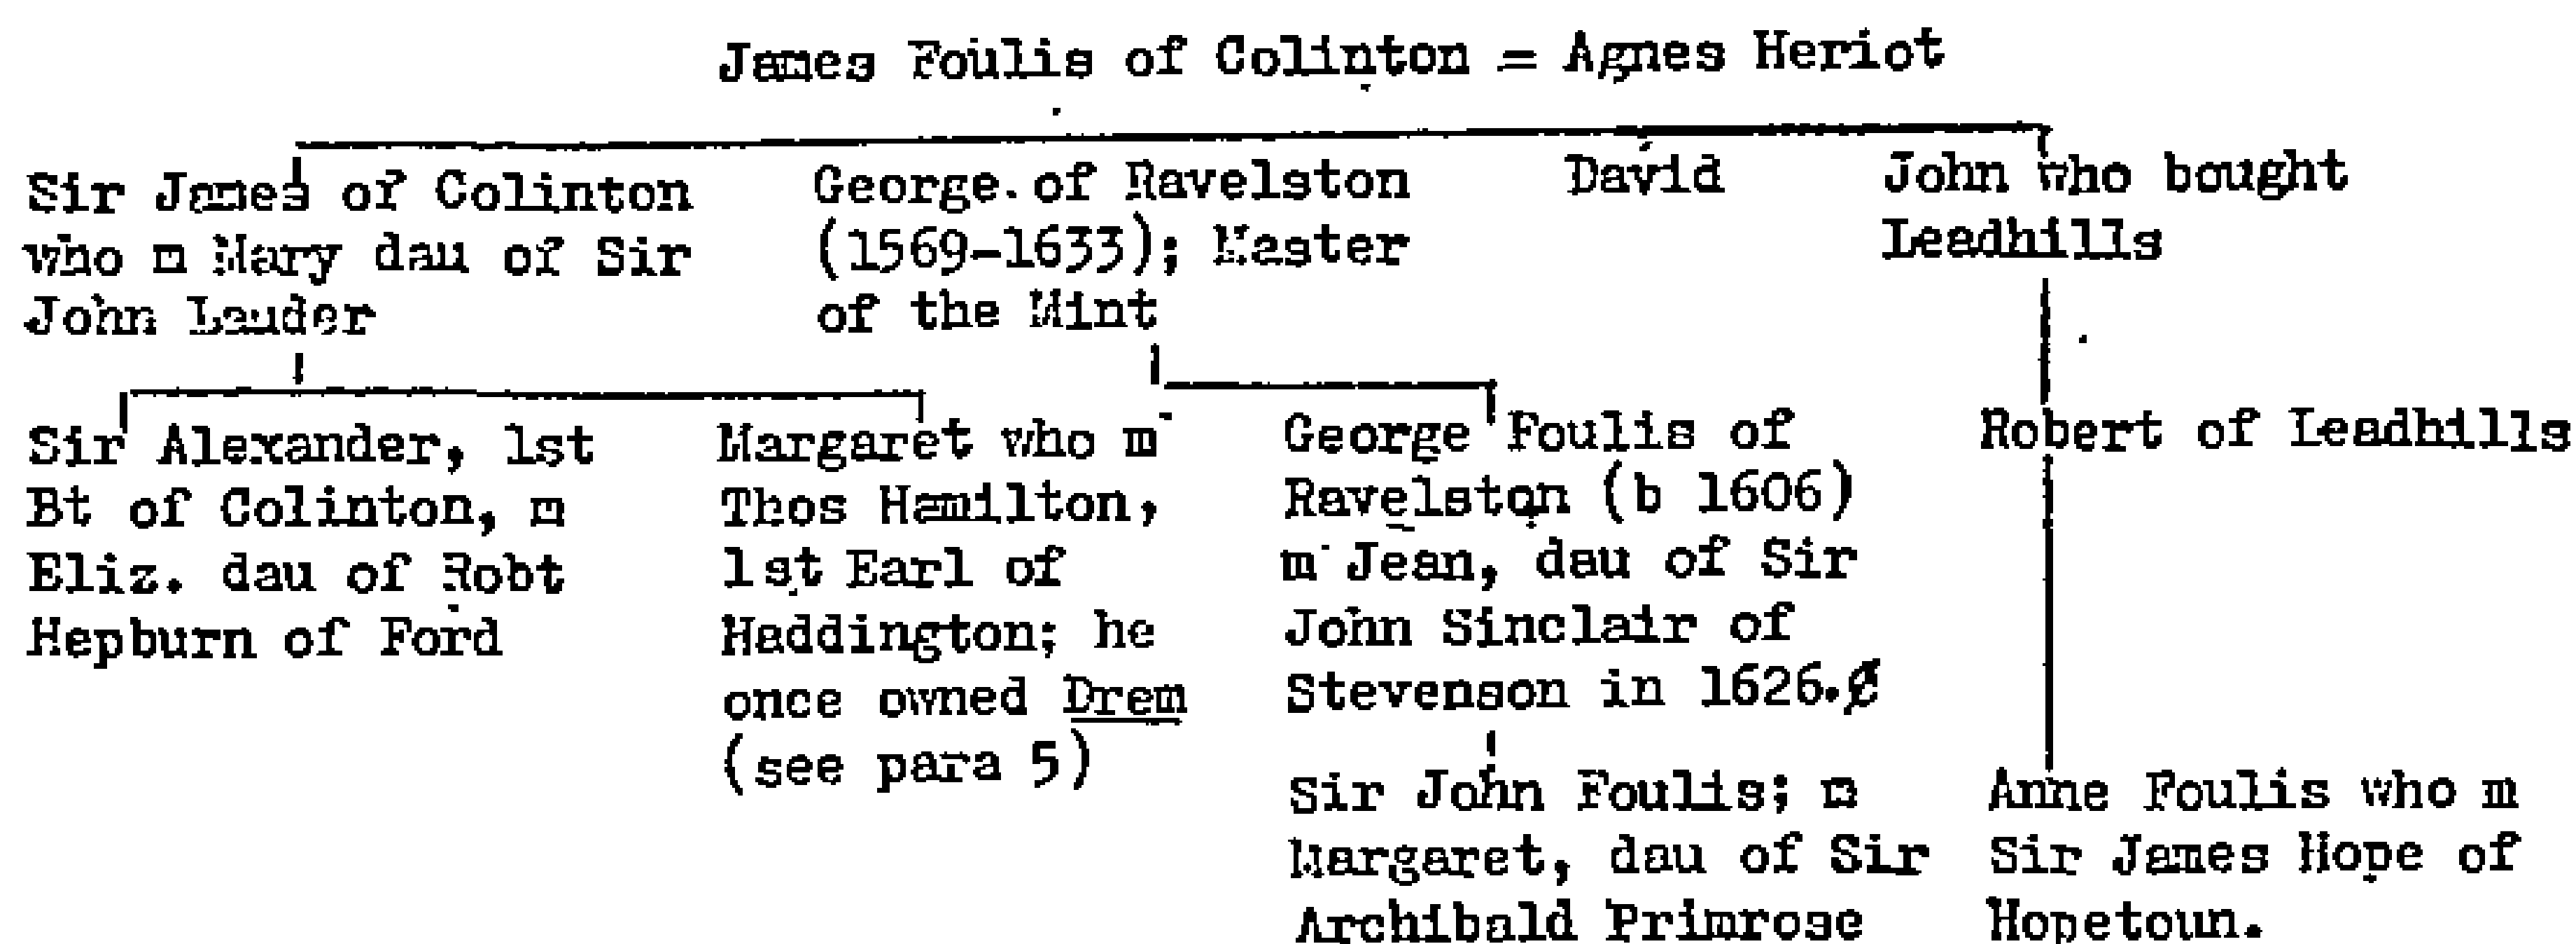 James Foulis of Colinton = Agnes Heriot
Sir James of Colinton
who m Mary dau of Sir
John Lauder
George of Ravelston
(1569-1633); Master
of the Mint
David
John who bought
Leadhills
Sir Alexander, 1st
Bt of Colinton, m
Eliz. dau of Robt
Hepburn of Ford
Margaret who m
Thos Hamilton,
1st Earl of
Haddington; he
once owned Drem
(see para 5)
George Foulis of
Ravelston (b 1606)
m Jean, dau of Sir
John Sinclair of
Stevenson in 1626.
Robert of Leadhills
Sir John Foulis; m
Margaret, dau of Sir
Archibald Primrose
Anne Foulis who m
Sir James Hope of
Hopetoun.